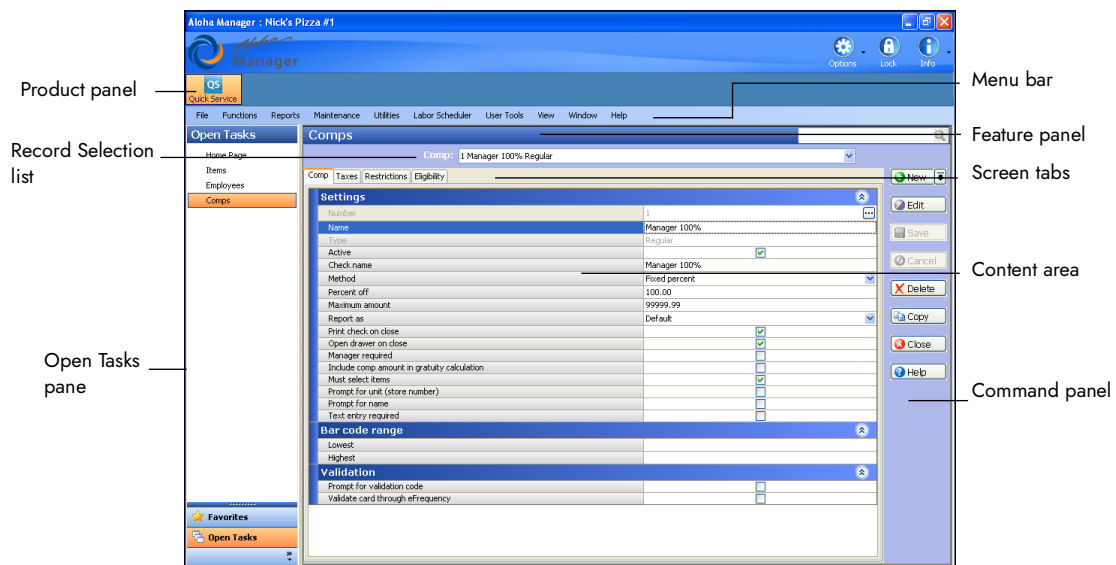 Aloha Manager : Nick's Pizza #1
Aloha
Manager
Options
Lock
Info
Product panel
QS
Quick Service
Menu bar
File Functions Reports Maintenance Utilities Labor Scheduler User Tools View Window Help
Open Tasks
Comps
Feature panel
Record Selection
list
Home Page
Comp: 1 Manager 100% Regular
Items
Comp Taxes Restrictions Eligibility
Screen tabs
New
Employees
Comps
Settings
Edit
Number 1
Name Manager 100%
Save
Type Regular
Active
Check name Manager 100%
Cancel
Content area
Method Fixed percent
Percent off 100.00
Delete
Maximum amount 99999.99
Report as Default
Copy
Print check on close
Open drawer on close
Close
Manager required
Include comp amount in gratuity calculation
Open Tasks
pane
Help
Must select items
Prompt for unit (store number)
Command panel
Prompt for name
Text entry required
Bar code range
Lowest
Highest
Validation
Prompt for validation code
Validate card through eFrequency
Favorites
Open Tasks